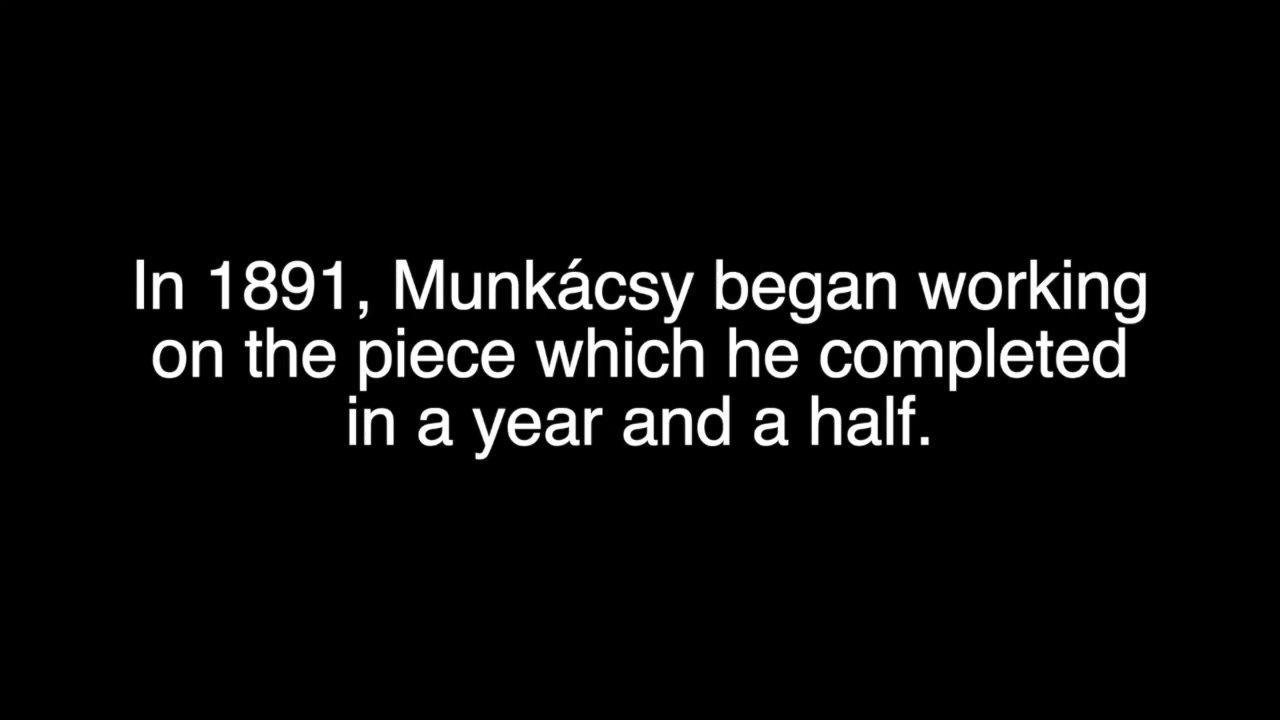 In 1891, Munkácsy began working
on the piece which he completed
in a year and a half.